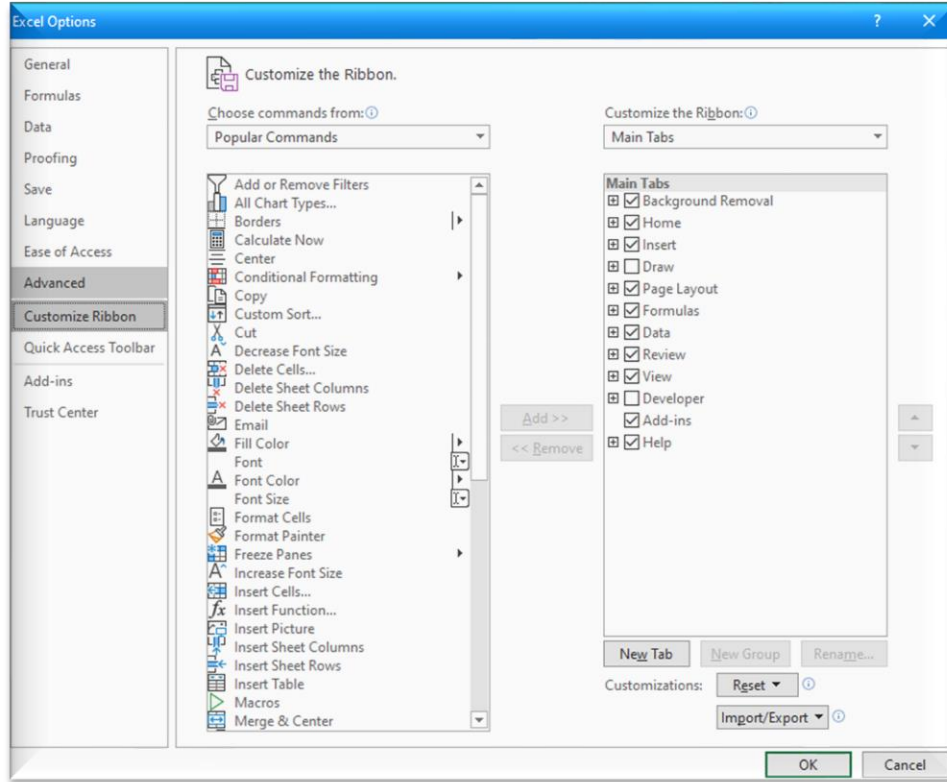 Excel Options
?
General
Formulas
Data
Proofing
Save
Language
Ease of Access
Advanced
Customize Ribbon
Quick Access Toolbar
Add-ins
Trust Center
Customize the Ribbon.
Choose commands from:
Popular Commands
Add or Remove Filters
All Chart Types...
Borders
Calculate Now
Center
Conditional Formatting
Copy
Custom Sort...
Cut
Decrease Font Size
Delete Cells...
Delete Sheet Columns
Delete Sheet Rows
Email
Fill Color
Font
Font Color
Font Size
Format Cells
Format Painter
Freeze Panes
Increase Font Size
Insert Cells...
Insert Function...
Insert Picture
Insert Sheet Columns
Insert Sheet Rows
Insert Table
Macros
Merge & Center
Add >>
<< Remove
Customize the Ribbon:
Main Tabs
Main Tabs
Background Removal
Home
Insert
Draw
Page Layout
Formulas
Data
Review
View
Developer
Add-ins
Help
New Tab
New Group
Rename...
Customizations:
Reset
Import/Export
OK
Cancel